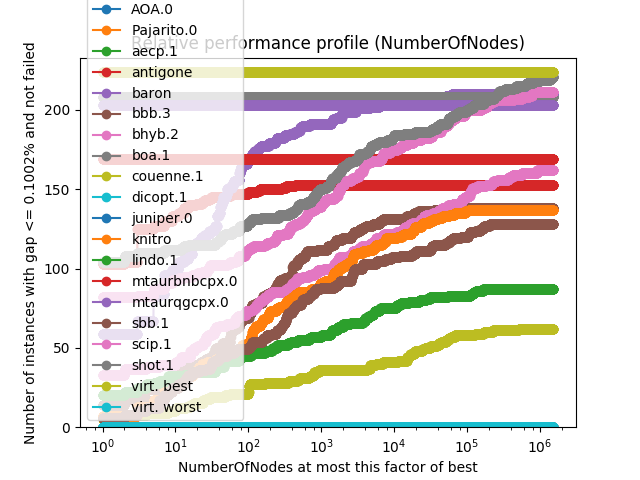 AOA.0
Pajarito.0
Relative performance profile (NumberOfNodes)
aecp.1
antigone
baron
bbb.3
bhyb.2
boa.1
couenne.1
dicopt.1
juniper.0
knitro
lindo.1
mtaurbnbcpx.0
mtaurqgcpx.0
sbb.1
scip.1
shot.1
virt. best
virt. worst
Number of instances with gap <= 0.1002% and not failed
200
150
100
50
0
10^0 10^1 10^2 10^3 10^4 10^5 10^6
NumberOfNodes at most this factor of best